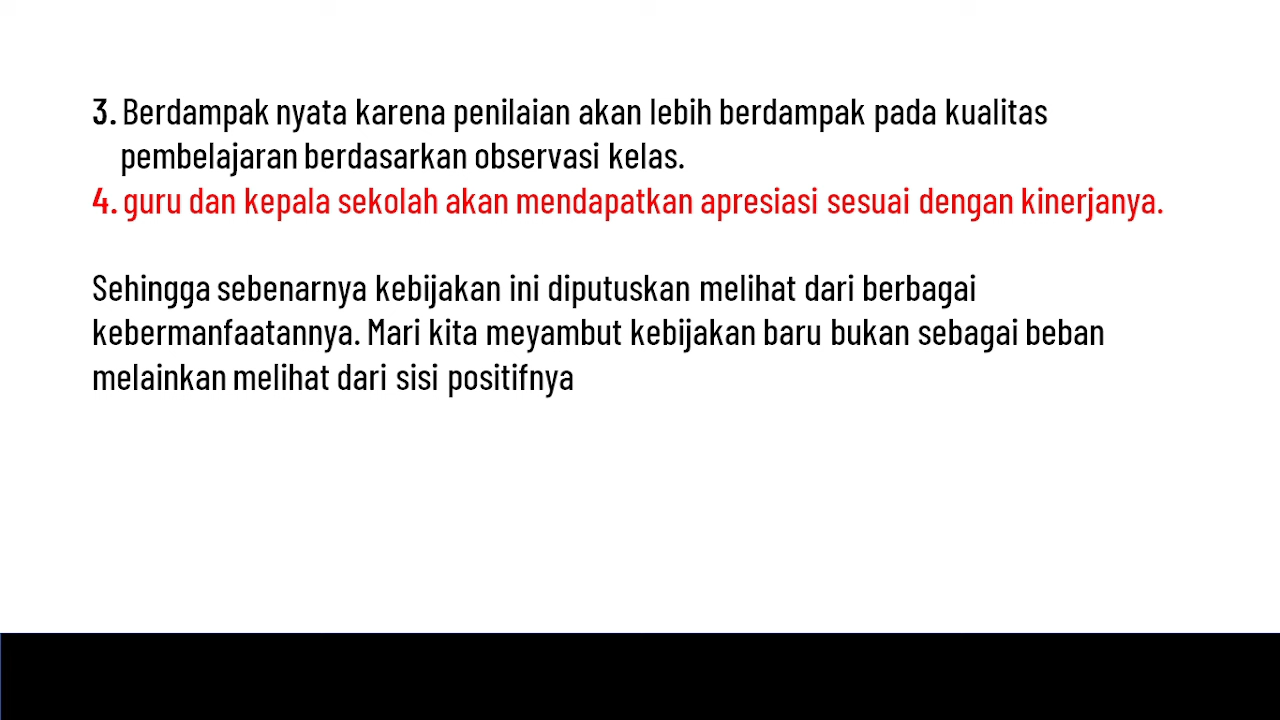 3. Berdampak nyata karena penilaian akan lebih berdampak pada kualitas
pembelajaran berdasarkan observasi kelas.
4. guru dan kepala sekolah akan mendapatkan apresiasi sesuai dengan kinerjanya.
Sehingga sebenarnya kebijakan ini diputuskan melihat dari berbagai
kebermanfaatannya. Mari kita meyambut kebijakan baru bukan sebagai beban
melainkan melihat dari sisi positifnya